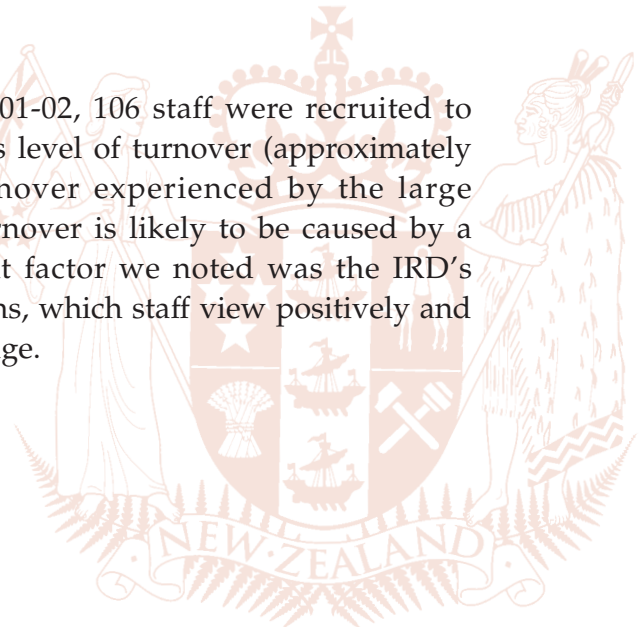 01-02, 106 staff were recruited to
s level of turnover (approximately
nover experienced by the large
rnover is likely to be caused by a
t factor we noted was the IRD's
ns, which staff view positively and
ge.
NEW·ZEALAND